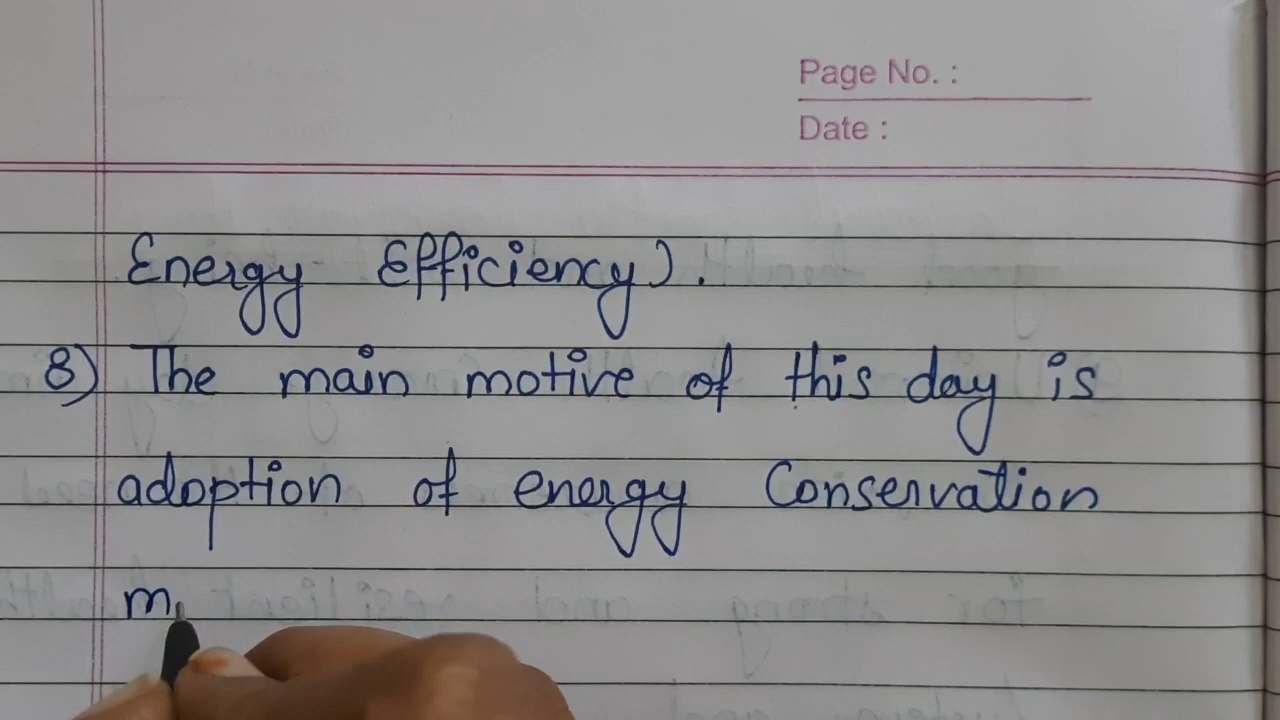 Page No. :
Date :
Energy Efficiency).
8) The main motive of this day is
adoption of energy Conservation
m